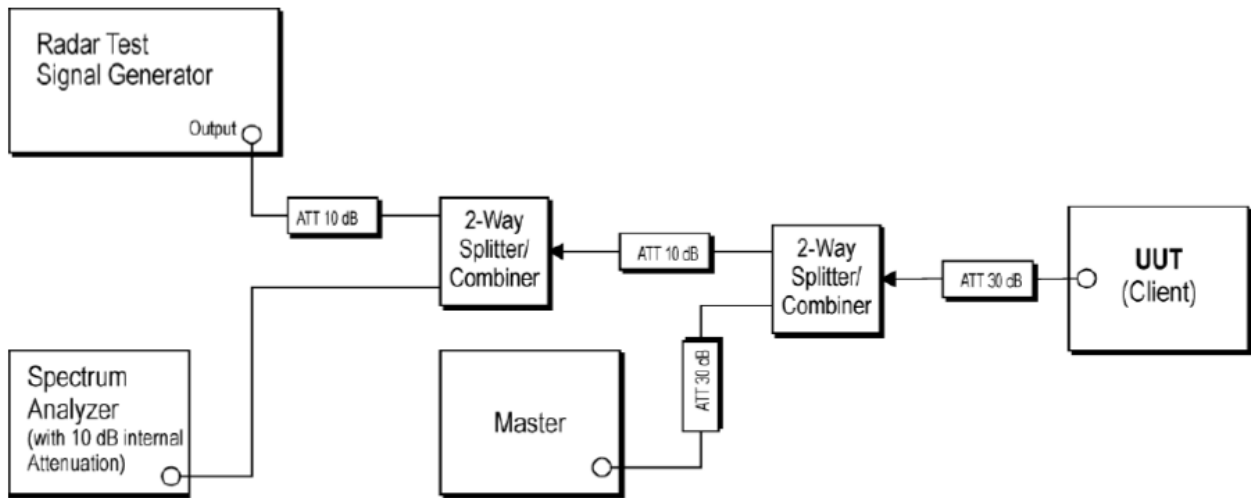 Radar Test
Signal Generator
Output
ATT 10 dB
2-Way
Splitter/
Combiner
ATT 10 dB
2-Way
Splitter/
Combiner
ATT 30 dB
UUT
(Client)
Spectrum
Analyzer
(with 10 dB internal
Attenuation)
Master
ATT 30 dB